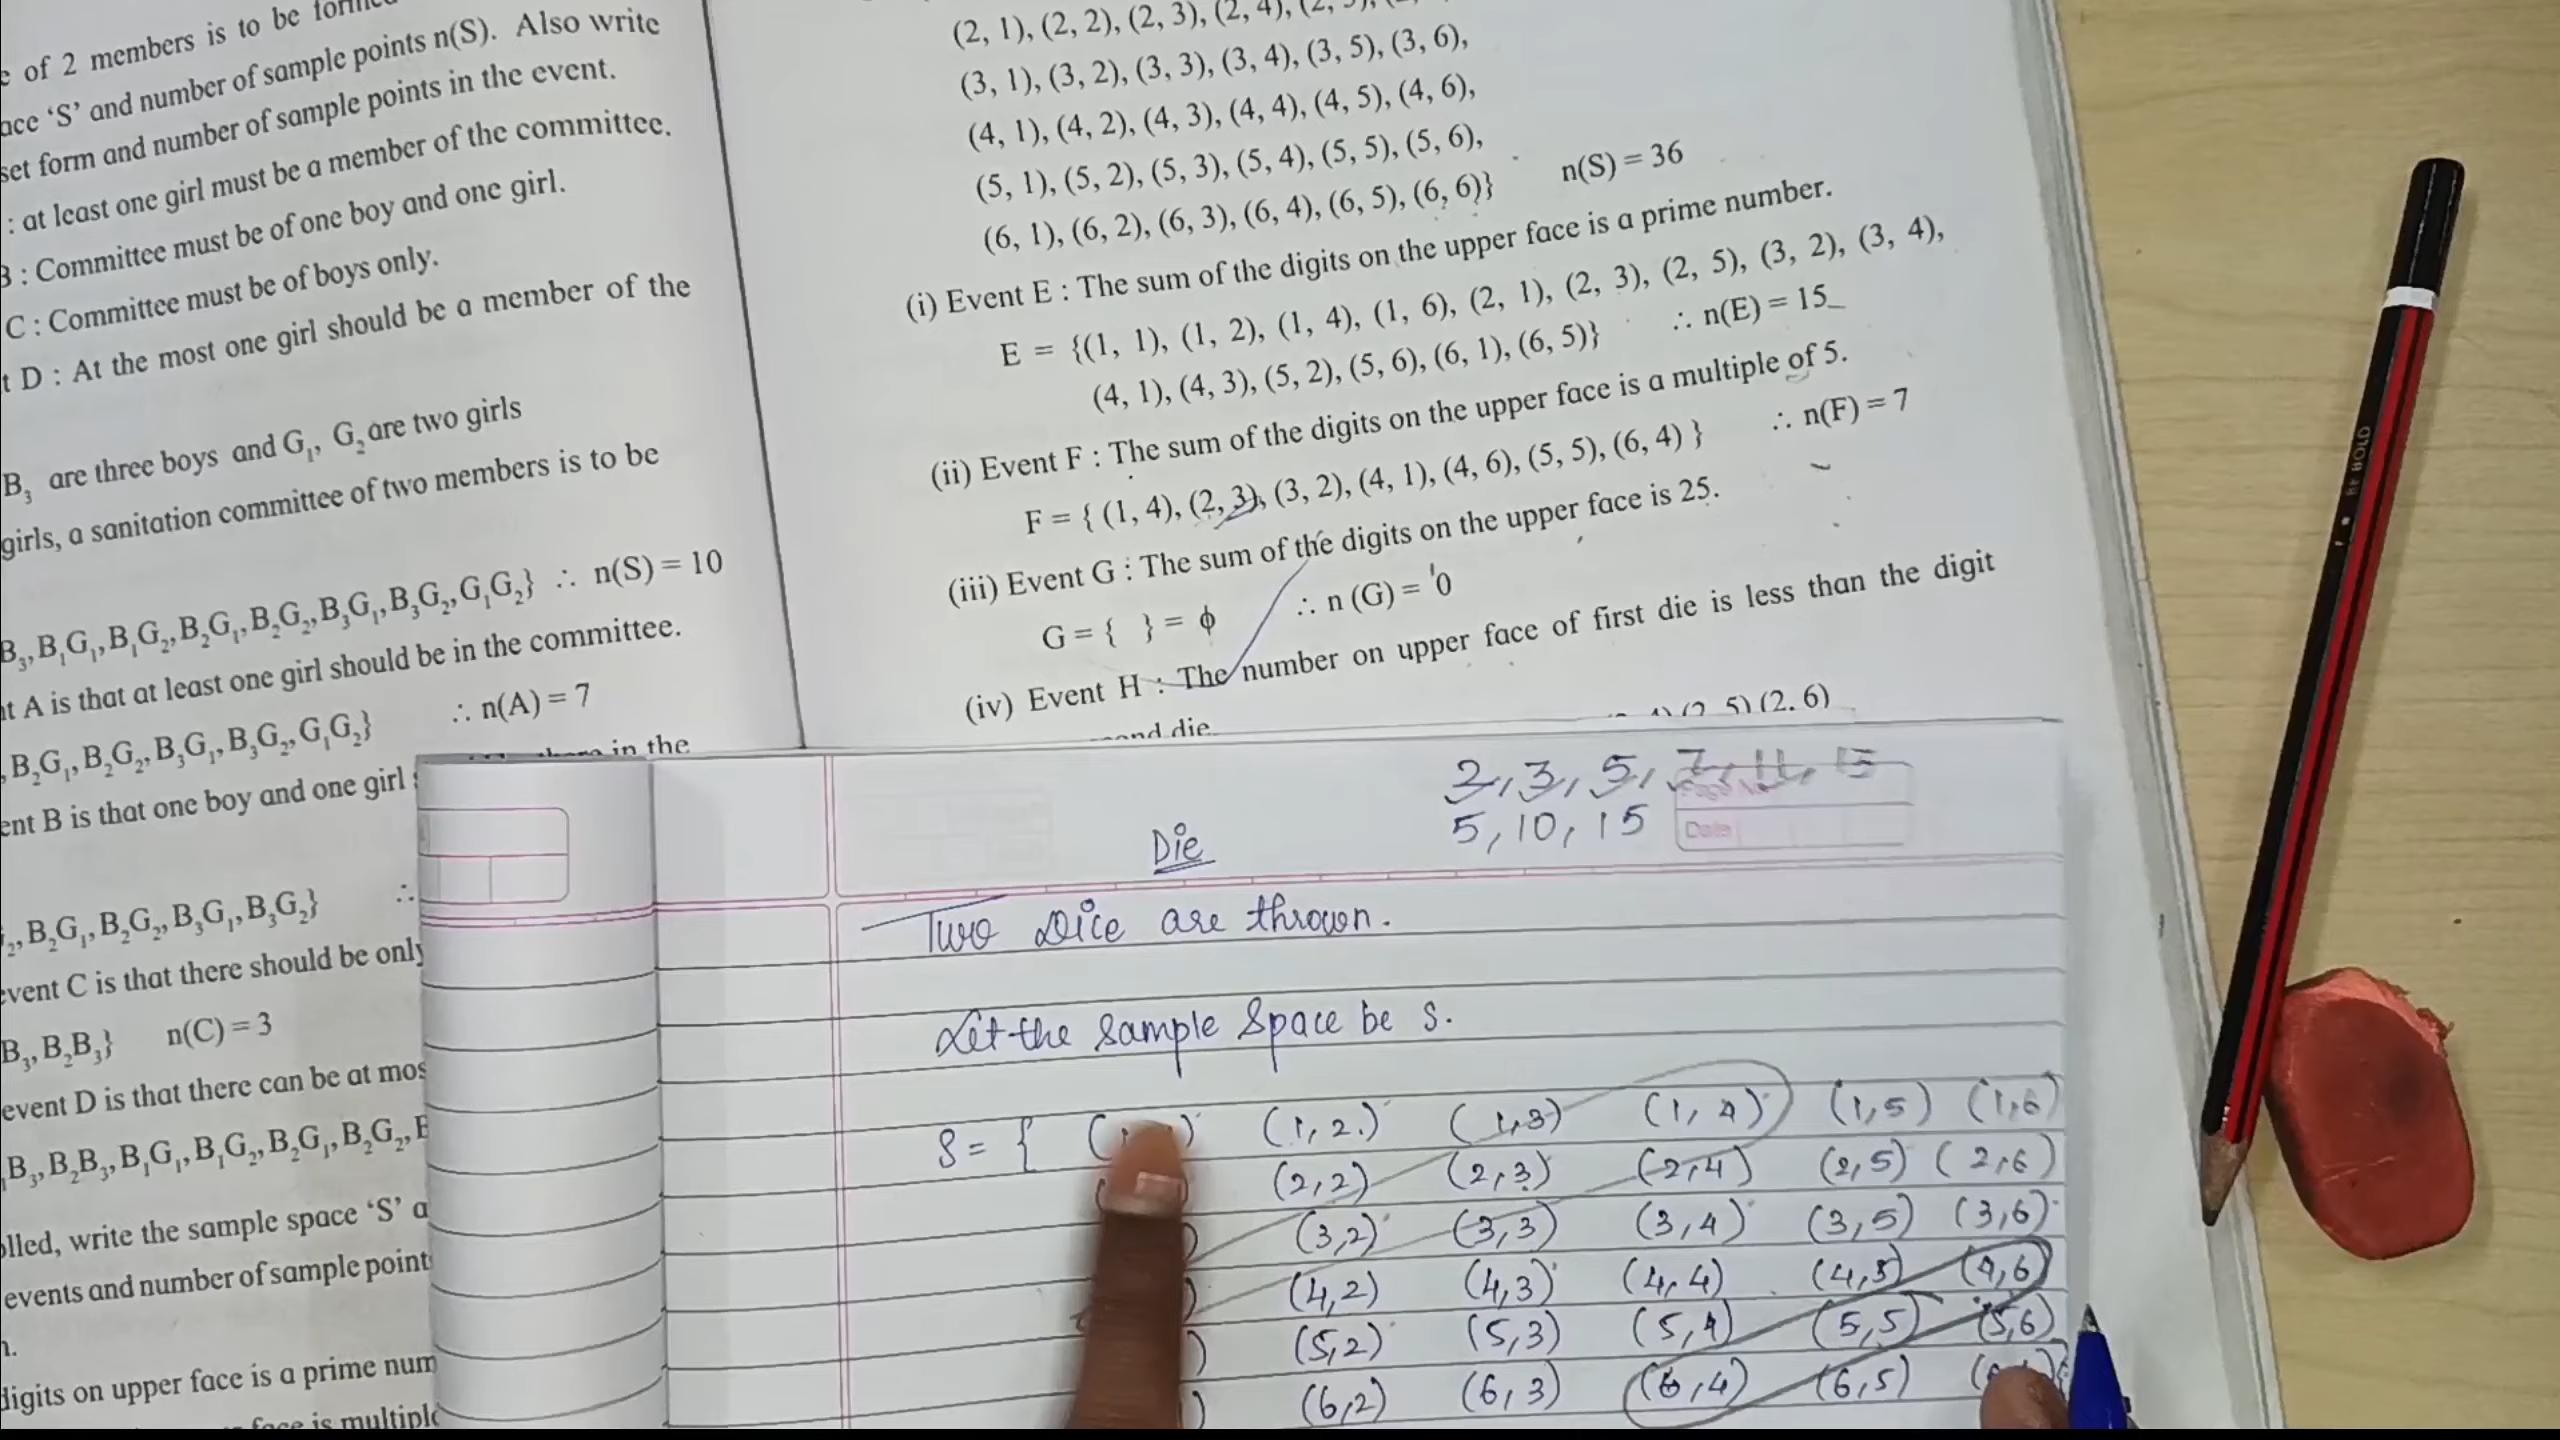 e of 2 members is to be
ace ‘S’ and number of sample points n(S). Also write
set form and number of sample points in the event.
: at least one girl must be a member of the committee.
B : Committee must be of one boy and one girl.
C : Committee must be of boys only.
t D : At the most one girl should be a member of the
B₃ are three boys and G₁, G₂ are two girls
girls, a sanitation committee of two members is to be
B₃, B₁G₁, B₁G₂, B₂G₁, B₂G₂, B₃G₁, B₃G₂, G₁G₂} ∴ n(S) = 10
nt A is that at least one girl should be in the committee.
, B₂G₁, B₂G₂, B₃G₁, B₃G₂, G₁G₂} ∴ n(A) = 7
in the
ent B is that one boy and one girl
₂, B₂G₁, B₂G₂, B₃G₁, B₃G₂} ∴
event C is that there should be only
B₃, B₂B₃} n(C) = 3
event D is that there can be at mos
B₃, B₂B₃, B₁G₁, B₁G₂, B₂G₁, B₂G₂,
olled, write the sample space ‘S’ a
events and number of sample point
n.
digits on upper face is a prime num
face is multiple
(2, 1), (2, 2), (2, 3), (2, 4),
(3, 1), (3, 2), (3, 3), (3, 4), (3, 5), (3, 6),
(4, 1), (4, 2), (4, 3), (4, 4), (4, 5), (4, 6),
(5, 1), (5, 2), (5, 3), (5, 4), (5, 5), (5, 6),
(6, 1), (6, 2), (6, 3), (6, 4), (6, 5), (6, 6)} n(S) = 36
(i) Event E : The sum of the digits on the upper face is a prime number.
E = {(1, 1), (1, 2), (1, 4), (1, 6), (2, 1), (2, 3), (2, 5), (3, 2), (3, 4),
(4, 1), (4, 3), (5, 2), (5, 6), (6, 1), (6, 5)} ∴ n(E) = 15
(ii) Event F : The sum of the digits on the upper face is a multiple of 5.
F = { (1, 4), (2, 3), (3, 2), (4, 1), (4, 6), (5, 5), (6, 4) } ∴ n(F) = 7
(iii) Event G : The sum of the digits on the upper face is 25.
G = { } = ϕ ∴ n (G) = 0
(iv) Event H : The number on upper face of first die is less than the digit
die.
5) (2, 6)
2, 3, 5, 7, 11,
5, 10, 15
Page No
Date
Die
Two Dice are thrown.
Let the Sample Space be S.
S = { (1,2) (1,3) (1,4) (1,5) (1,6)
(2,2) (2,3) (2,4) (2,5) (2,6)
(3,2) (3,3) (3,4) (3,5) (3,6)
(4,2) (4,3) (4,4) (4,5) (4,6)
(5,2) (5,3) (5,4) (5,5) (5,6)
(6,2) (6,3) (6,4) (6,5)
BOLD